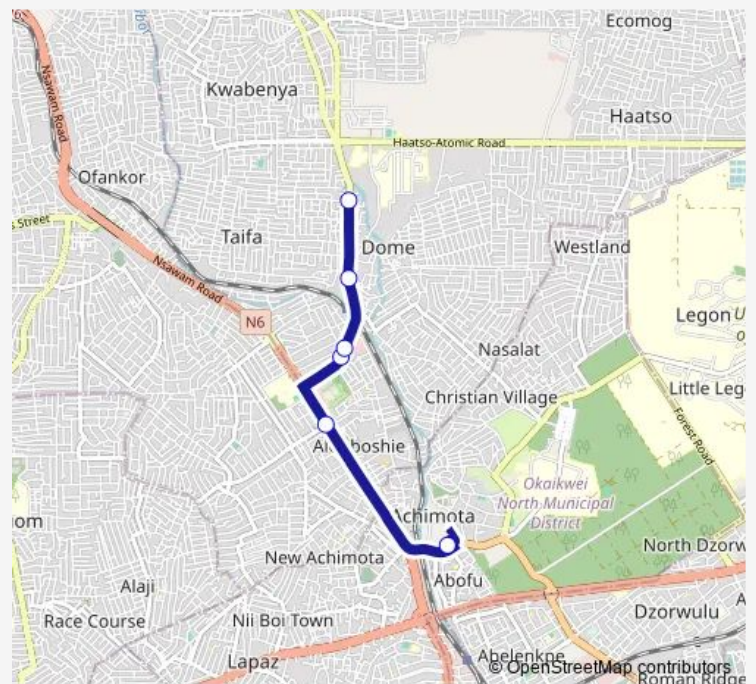 Ecomog
Kwabenya
Nsawam Road
Haatso
Haatso-Atomic Road
Ofankor
s Street
Taifa
Dome
Westland
Nsawam Road
N6
Legon
Nasalat
Little Leg
Christian Village
Forest Road
Okaikwei
North Municipal
District
Achimota
North Dzorw
New Achimota
Abofu
Alaji
Race Course
Nii Boi Town
Dzorwulu
Lapaz
Abelenkpe
© OpenStreetMap contributors
Roman Ridge